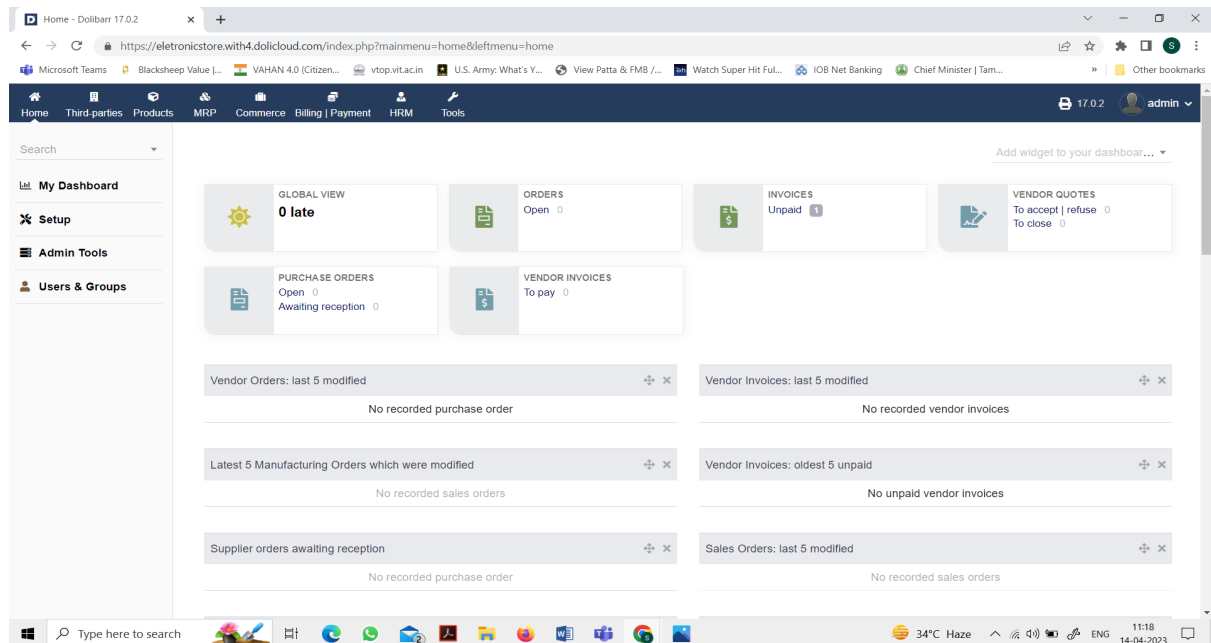 Home - Dolibarr 17.0.2
https://eletronicstore.with4.dolicloud.com/index.php?mainmenu=home&leftmenu=home
S
Microsoft Teams Blacksheep Value |... VAHAN 4.0 (Citizen... vtop.vit.ac.in U.S. Army: What's Y... View Patta & FMB /... Watch Super Hit Ful... IOB Net Banking Chief Minister | Tam... » Other bookmarks
Home Third-parties Products MRP Commerce Billing | Payment HRM Tools 17.0.2 admin
Search
Add widget to your dashboar...
My Dashboard
Setup
Admin Tools
Users & Groups
GLOBAL VIEW
0 late
ORDERS
Open 0
INVOICES
Unpaid 1
VENDOR QUOTES
To accept | refuse 0
To close 0
PURCHASE ORDERS
Open 0
Awaiting reception 0
VENDOR INVOICES
To pay 0
Vendor Orders: last 5 modified
No recorded purchase order
Vendor Invoices: last 5 modified
No recorded vendor invoices
Latest 5 Manufacturing Orders which were modified
No recorded sales orders
Vendor Invoices: oldest 5 unpaid
No unpaid vendor invoices
Supplier orders awaiting reception
No recorded purchase order
Sales Orders: last 5 modified
No recorded sales orders
Type here to search
2
34°C Haze
ENG
11:18
14-04-2023